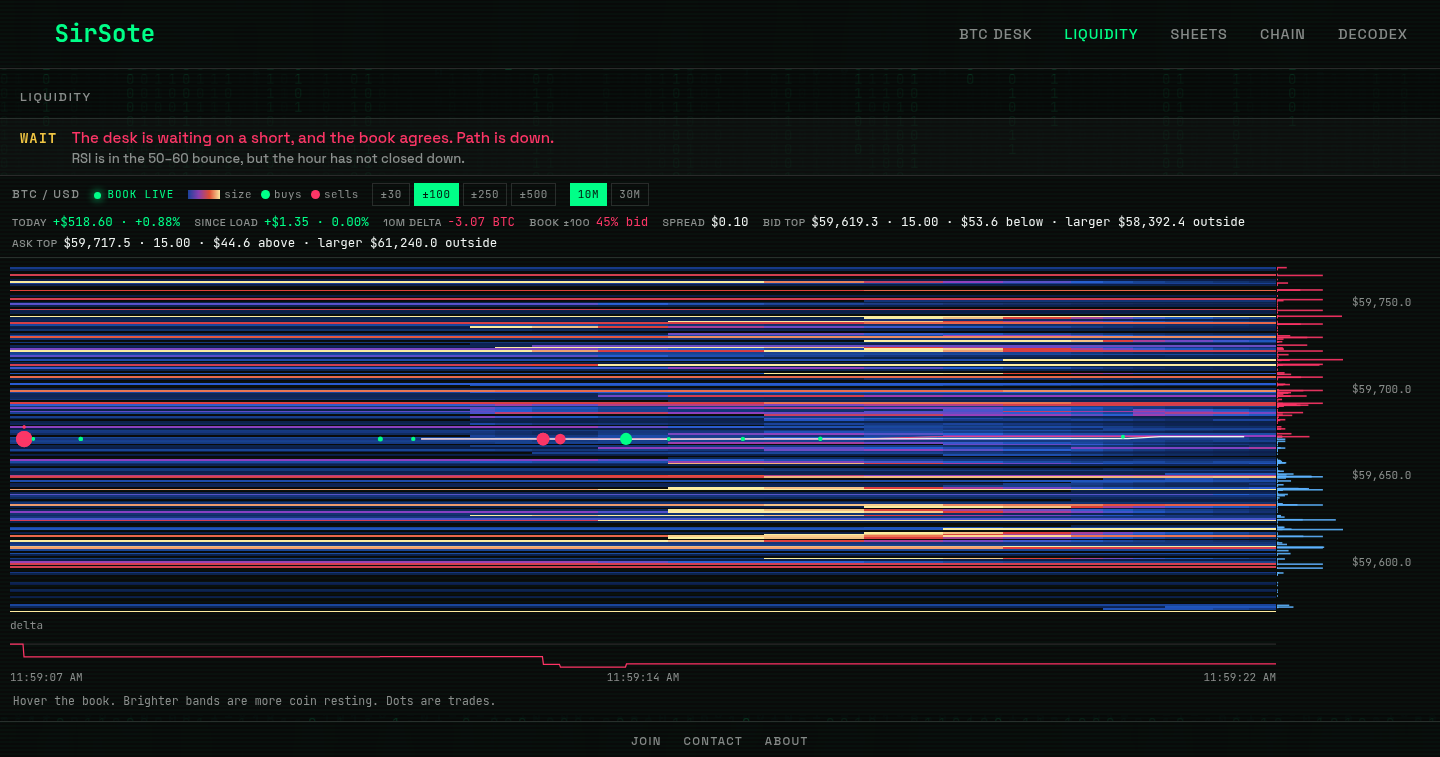 SirSote
BTC DESK LIQUIDITY SHEETS CHAIN DECODEX
LIQUIDITY
WAIT The desk is waiting on a short, and the book agrees. Path is down.
RSI is in the 50–60 bounce, but the hour has not closed down.
BTC / USD BOOK LIVE size buys sells ±30 ±100 ±250 ±500 10M 30M
TODAY +$518.60 · +0.88% SINCE LOAD +$1.35 · 0.00% 10M DELTA -3.07 BTC BOOK ±100 45% bid SPREAD $0.10 BID TOP $59,619.3 · 15.00 · $53.6 below · larger $58,392.4 outside
ASK TOP $59,717.5 · 15.00 · $44.6 above · larger $61,240.0 outside
$59,750.0
$59,700.0
$59,650.0
$59,600.0
delta
11:59:07 AM 11:59:14 AM 11:59:22 AM
Hover the book. Brighter bands are more coin resting. Dots are trades.
JOIN CONTACT ABOUT